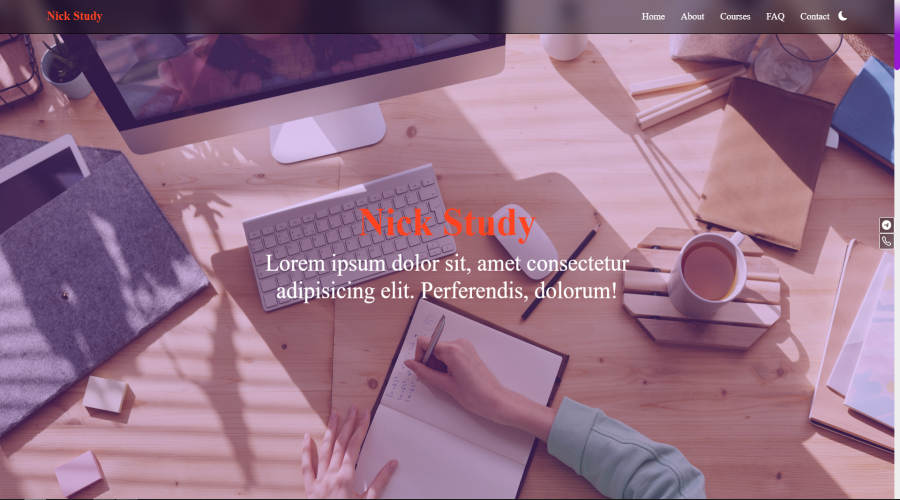 Nick Study
Home About Courses FAQ Contact
Nick Study
Lorem ipsum dolor sit, amet consectetur
adipisicing elit. Perferendis, dolorum!